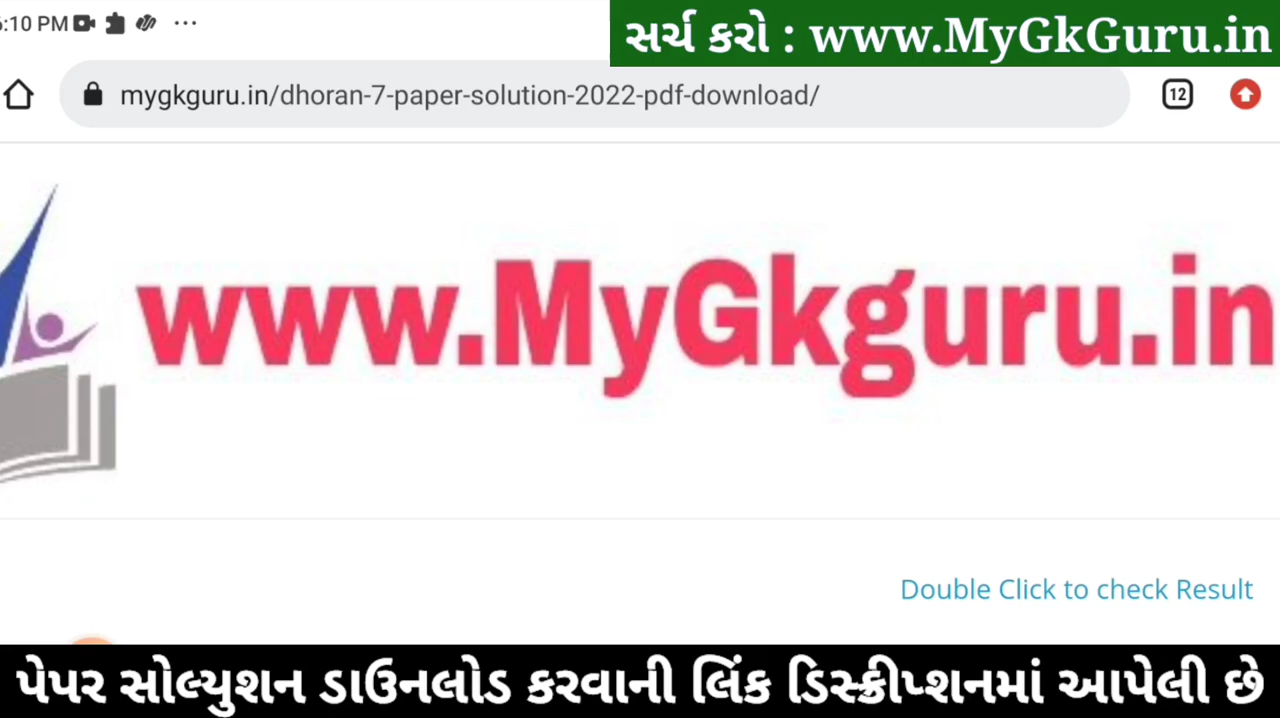 6:10 PM ...
સર્ચ કરો : www.MyGkGuru.in
mygkguru.in/dhoran-7-paper-solution-2022-pdf-download/
12
www.MyGkguru.in
Double Click to check Result
પેપર સોલ્યુશન ડાઉનલોડ કરવાની લિંક ડિસ્ક્રીપ્શનમાં આપેલી છે